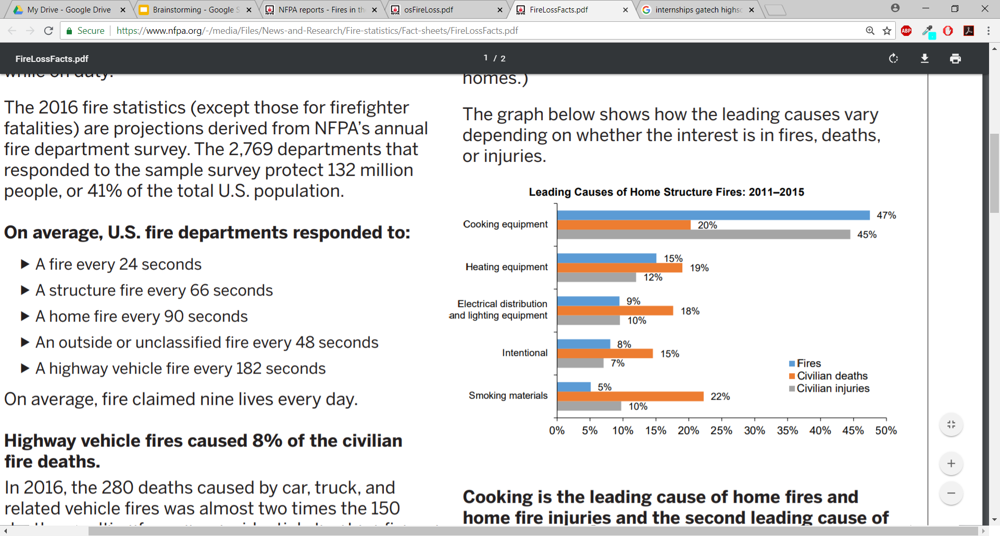 My Drive - Google Drive
Brainstorming - Google S
NFPA reports - Fires in th
osFireLoss.pdf
FireLossFacts.pdf
internships gatech highsc
Secure
https://www.nfpa.org/-/media/Files/News-and-Research/Fire-statistics/Fact-sheets/FireLossFacts.pdf
ABP
FireLossFacts.pdf
1 / 2
while on duty.
The 2016 fire statistics (except those for firefighter
fatalities) are projections derived from NFPA's annual
fire department survey. The 2,769 departments that
responded to the sample survey protect 132 million
people, or 41% of the total U.S. population.
On average, U.S. fire departments responded to:
▶ A fire every 24 seconds
▶ A structure fire every 66 seconds
▶ A home fire every 90 seconds
▶ An outside or unclassified fire every 48 seconds
▶ A highway vehicle fire every 182 seconds
On average, fire claimed nine lives every day.
Highway vehicle fires caused 8% of the civilian
fire deaths.
In 2016, the 280 deaths caused by car, truck, and
related vehicle fires was almost two times the 150
homes.)
The graph below shows how the leading causes vary
depending on whether the interest is in fires, deaths,
or injuries.
Leading Causes of Home Structure Fires: 2011–2015
Cooking equipment
47%
20%
45%
Heating equipment
15%
19%
12%
Electrical distribution
and lighting equipment
9%
18%
10%
Intentional
8%
15%
7%
Smoking materials
5%
22%
10%
Fires
Civilian deaths
Civilian injuries
0% 5% 10% 15% 20% 25% 30% 35% 40% 45% 50%
Cooking is the leading cause of home fires and
home fire injuries and the second leading cause of